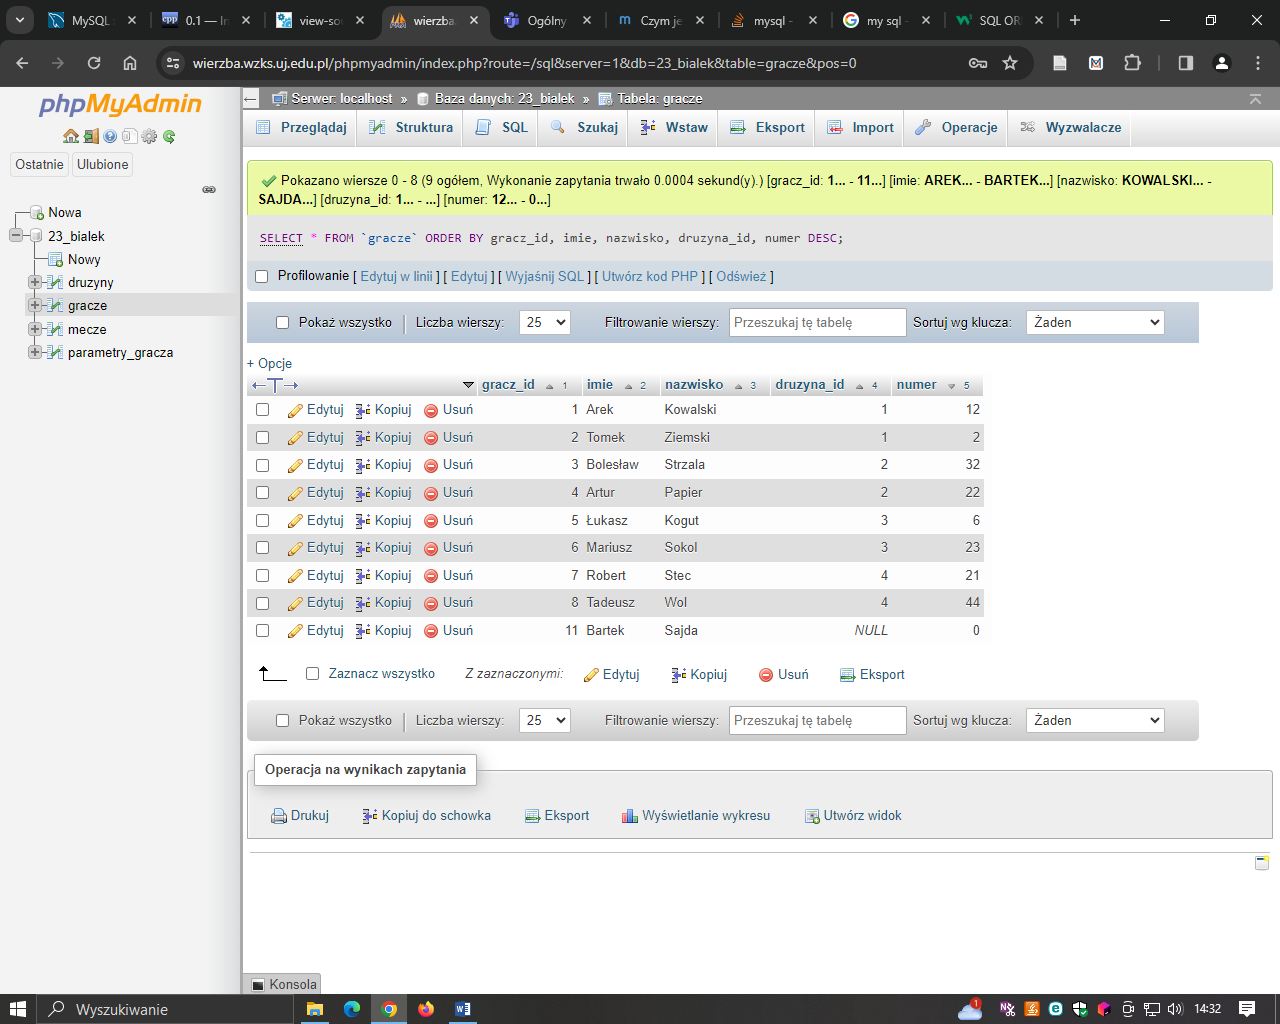 MySQL
0.1 — In
view-sou
wierzba.
Ogólny
Czym je
mysql -
my sql -
SQL OR
wierzba.wzks.uj.edu.pl/phpmyadmin/index.php?route=/sql&server=1&db=23_bialek&table=gracze&pos=0
phpMyAdmin
Ostatnie
Ulubione
Nowa
23_bialek
Nowy
druzyny
gracze
mecze
parametry_gracza
Serwer: localhost » Baza danych: 23_bialek » Tabela: gracze
Przeglądaj Struktura SQL Szukaj Wstaw Eksport Import Operacje Wyzwalacze
Pokazano wiersze 0 - 8 (9 ogółem, Wykonanie zapytania trwało 0.0004 sekund(y).) [gracz_id: 1... - 11...] [imie: AREK... - BARTEK...] [nazwisko: KOWALSKI... -
SAJDA...] [druzyna_id: 1... - ...] [numer: 12... - 0...]
SELECT * FROM `gracze` ORDER BY gracz_id, imie, nazwisko, druzyna_id, numer DESC;
Profilowanie [ Edytuj w linii ] [ Edytuj ] [ Wyjaśnij SQL ] [ Utwórz kod PHP ] [ Odśwież ]
Pokaż wszystko Liczba wierszy: 25 Filtrowanie wierszy: Przeszukaj tę tabelę Sortuj wg klucza: Żaden
+ Opcje
gracz_id 1 imie 2 nazwisko 3 druzyna_id 4 numer 5
Edytuj Kopiuj Usuń 1 Arek Kowalski 1 12
Edytuj Kopiuj Usuń 2 Tomek Ziemski 1 2
Edytuj Kopiuj Usuń 3 Bolesław Strzala 2 32
Edytuj Kopiuj Usuń 4 Artur Papier 2 22
Edytuj Kopiuj Usuń 5 Łukasz Kogut 3 6
Edytuj Kopiuj Usuń 6 Mariusz Sokol 3 23
Edytuj Kopiuj Usuń 7 Robert Stec 4 21
Edytuj Kopiuj Usuń 8 Tadeusz Wol 4 44
Edytuj Kopiuj Usuń 11 Bartek Sajda NULL 0
Zaznacz wszystko Z zaznaczonymi: Edytuj Kopiuj Usuń Eksport
Pokaż wszystko Liczba wierszy: 25 Filtrowanie wierszy: Przeszukaj tę tabelę Sortuj wg klucza: Żaden
Operacja na wynikach zapytania
Drukuj Kopiuj do schowka Eksport Wyświetlanie wykresu Utwórz widok
Konsola
Wyszukiwanie
1
14:32